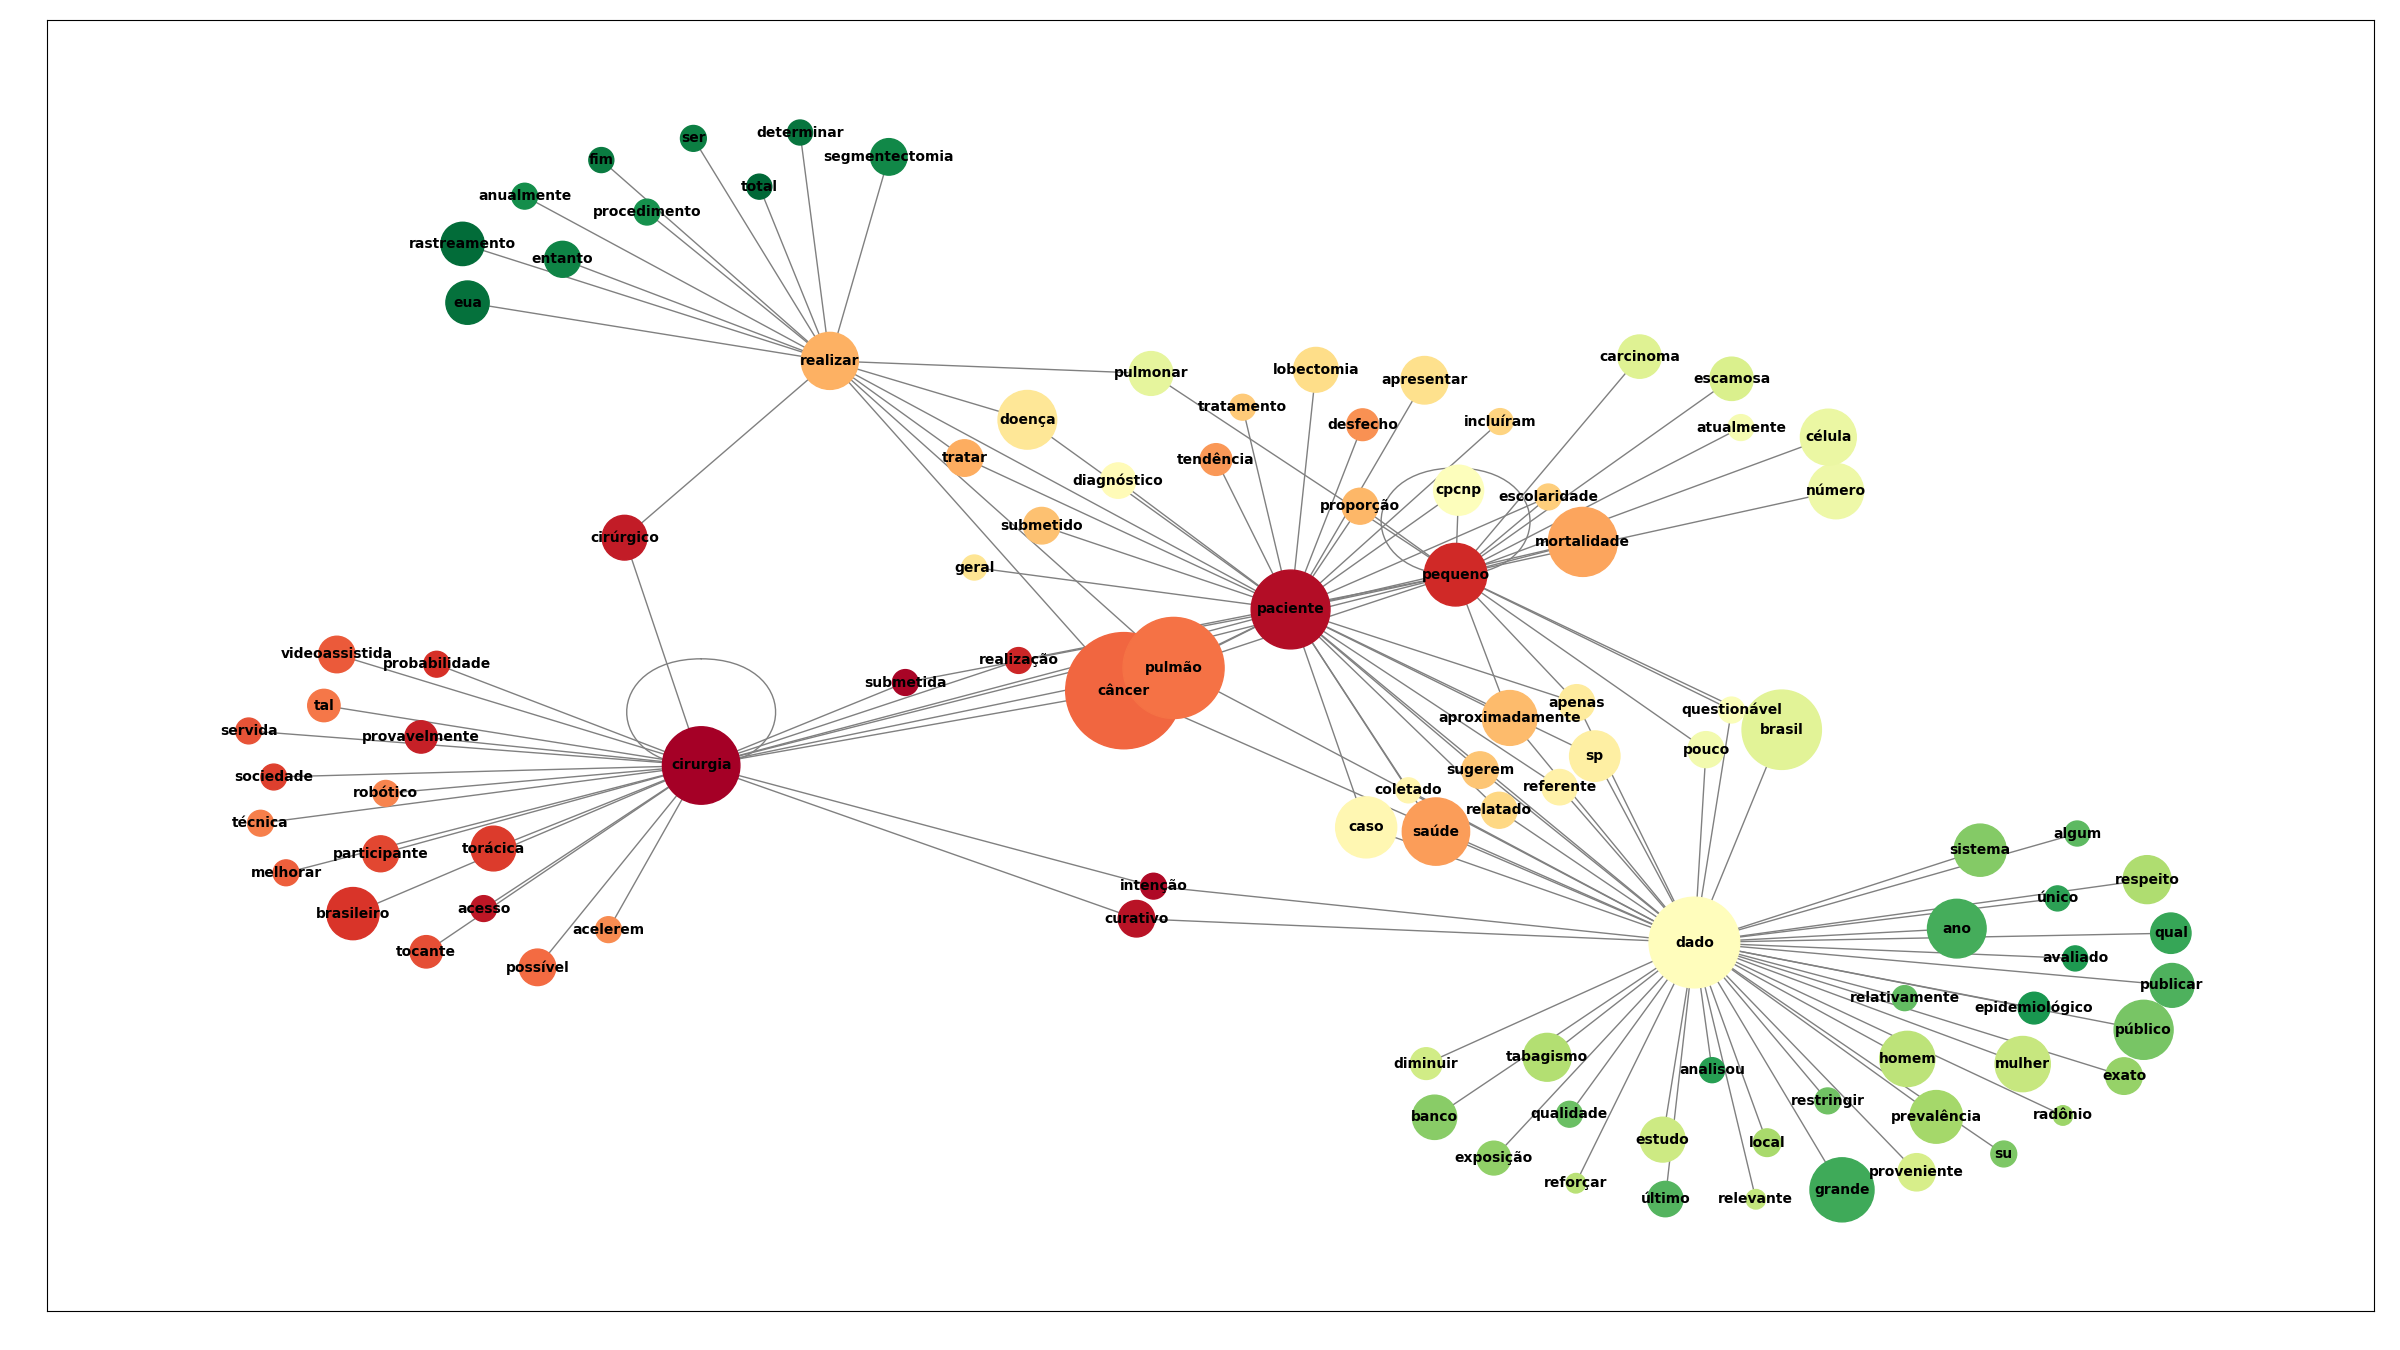 determinar
ser
segmentectomia
fim
total
anualmente
procedimento
rastreamento
entanto
eua
realizar
carcinoma
lobectomia
pulmonar
apresentar
escamosa
tratamento
doença
desfecho
incluíram
atualmente
célula
tratar
tendência
diagnóstico
cpcnp
número
escolaridade
proporção
submetido
cirúrgico
mortalidade
geral
pequeno
paciente
videoassistida
probabilidade
realização
pulmão
submetida
câncer
apenas
tal
questionável
aproximadamente
servida
brasil
provavelmente
pouco
sp
cirurgia
sugerem
sociedade
referente
coletado
robótico
relatado
técnica
caso
saúde
algum
torácica
sistema
participante
melhorar
respeito
intenção
único
acesso
brasileiro
curativo
ano
acelerem
qual
dado
tocante
avaliado
possível
publicar
relativamente
epidemiológico
público
tabagismo
homem
diminuir
mulher
analisou
exato
restringir
qualidade
radônio
banco
prevalência
estudo
local
su
exposição
proveniente
reforçar
grande
último
relevante